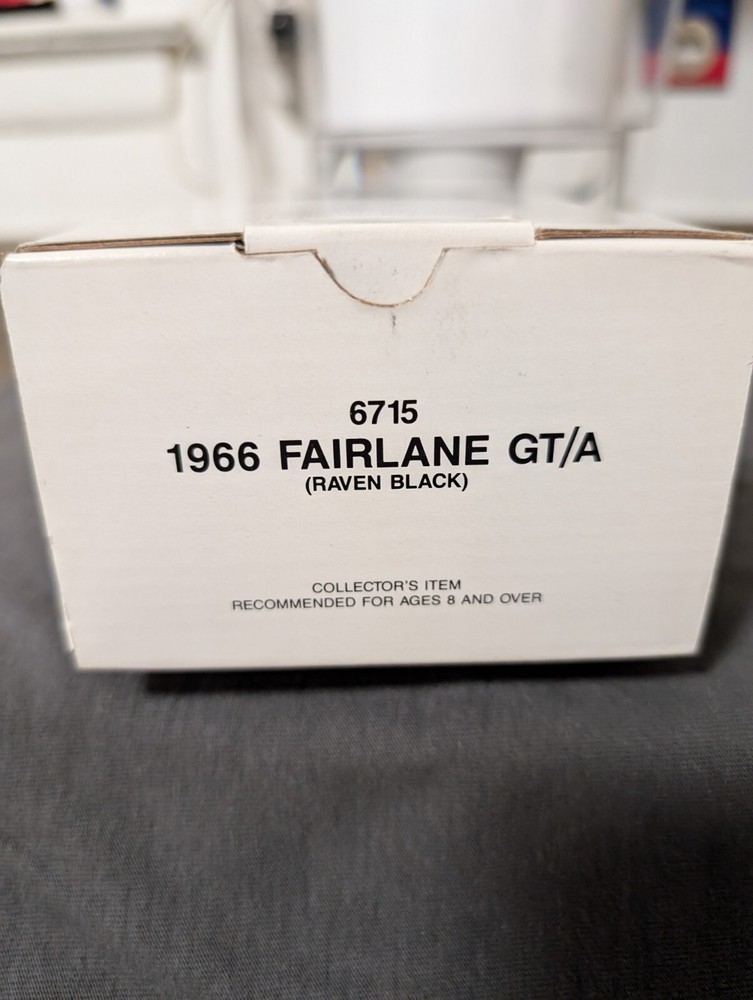 6715
1966 FAIRLANE GT/A
(RAVEN BLACK)
COLLECTOR'S ITEM
RECOMMENDED FOR AGES 8 AND OVER